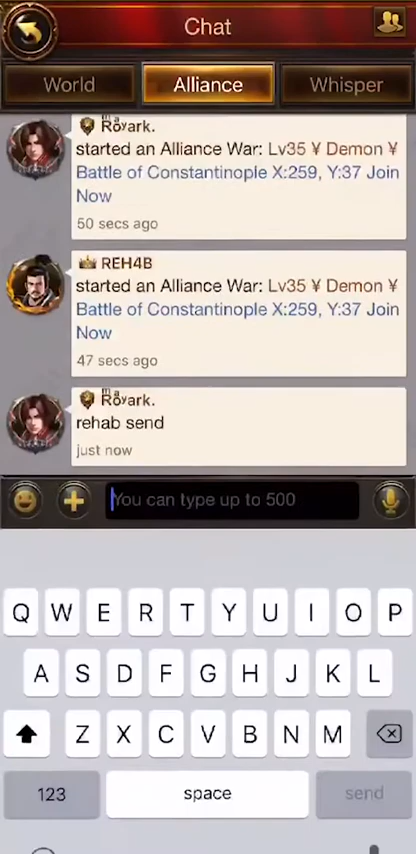 Chat
World
Alliance
Whisper
Röyark.
started an Alliance War: Lv35 ¥ Demon ¥
Battle of Constantinople X:259, Y:37 Join
Now
50 secs ago
REH4B
started an Alliance War: Lv35 ¥ Demon ¥
Battle of Constantinople X:259, Y:37 Join
Now
47 secs ago
Röyark.
rehab send
just now
You can type up to 500
Q W E R T Y U I O P
A S D F G H J K L
Z X C V B N M
123
space
send